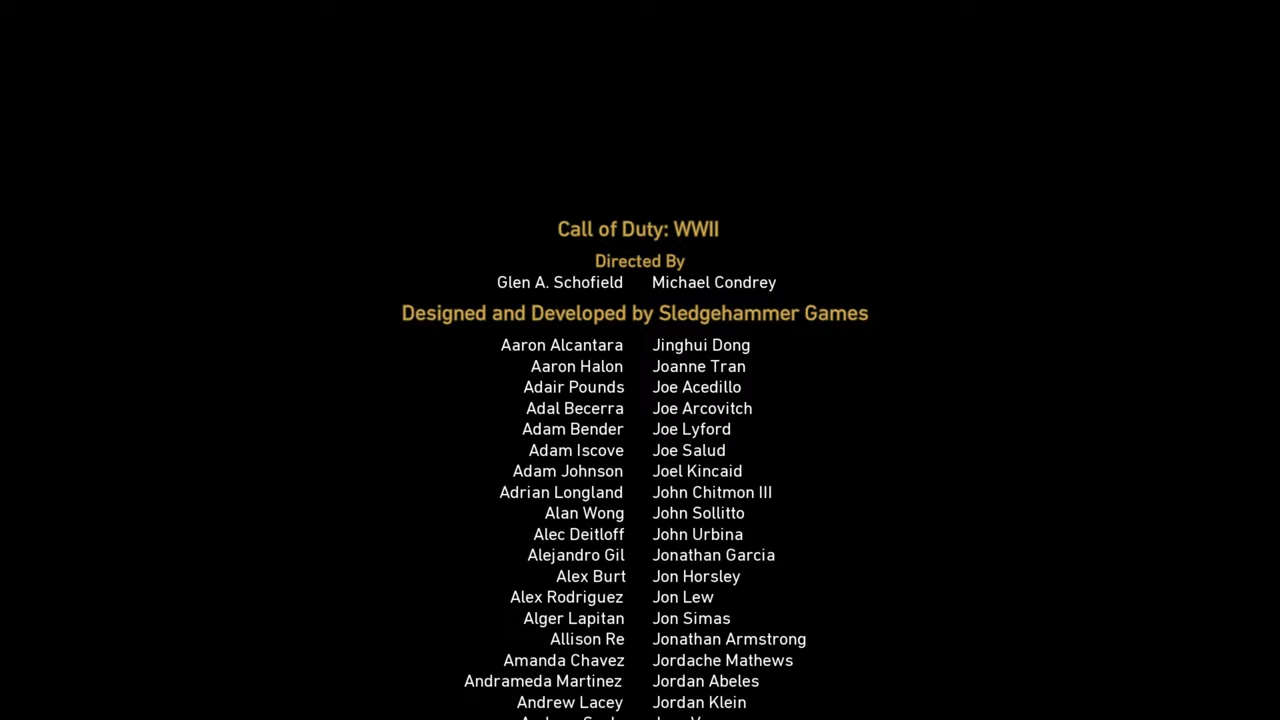 Call of Duty: WWII
Directed By
Glen A. Schofield Michael Condrey
Designed and Developed by Sledgehammer Games
Aaron Alcantara Jinghui Dong
Aaron Halon Joanne Tran
Adair Pounds Joe Acedillo
Adal Becerra Joe Arcovitch
Adam Bender Joe Lyford
Adam Iscove Joe Salud
Adam Johnson Joel Kincaid
Adrian Longland John Chitmon III
Alan Wong John Sollitto
Alec Deitloff John Urbina
Alejandro Gil Jonathan Garcia
Alex Burt Jon Horsley
Alex Rodriguez Jon Lew
Alger Lapitan Jon Simas
Allison Re Jonathan Armstrong
Amanda Chavez Jordache Mathews
Andrameda Martinez Jordan Abeles
Andrew Lacey Jordan Klein